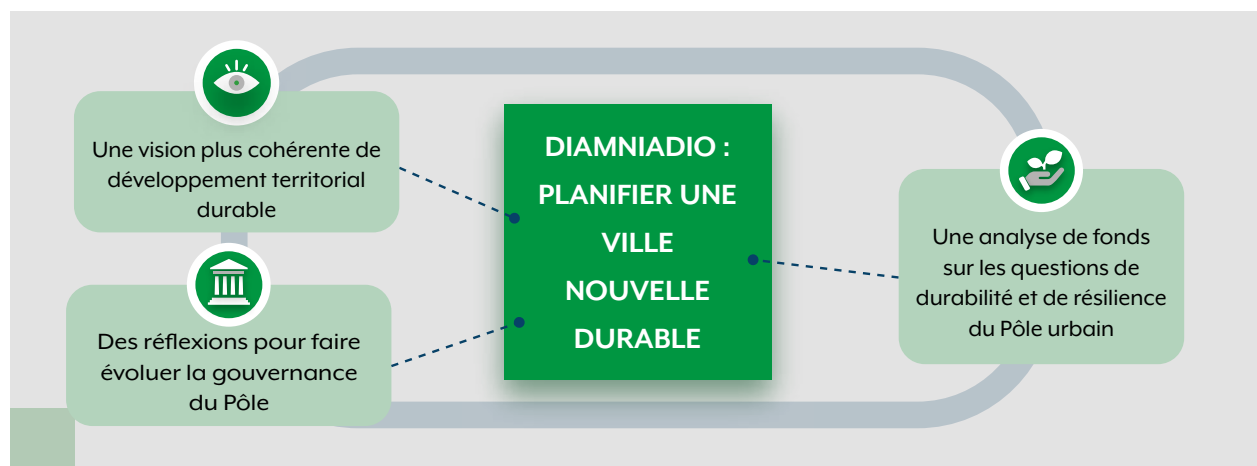 Une vision plus cohérente de
développement territorial
durable
Des réflexions pour faire
évoluer la gouvernance
du Pôle
DIAMNIADIO :
PLANIFIER UNE
VILLE
NOUVELLE
DURABLE
Une analyse de fonds
sur les questions de
durabilité et de résilience
du Pôle urbain